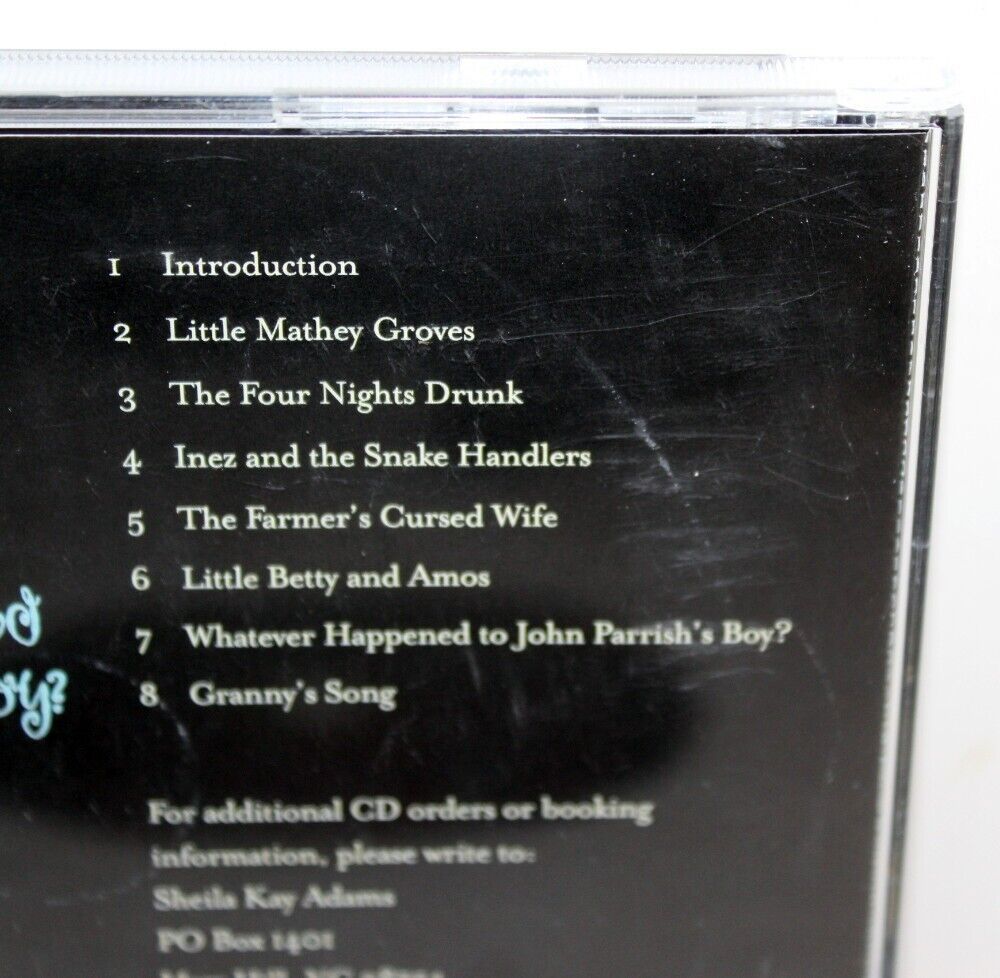 1 Introduction
2 Little Mathey Groves
3 The Four Nights Drunk
4 Inez and the Snake Handlers
5 The Farmer's Cursed Wife
6 Little Betty and Amos
7 Whatever Happened to John Parrish's Boy?
8 Granny's Song
For additional CD orders or booking
information, please write to:
Sheila Kay Adams
PO Box 1401